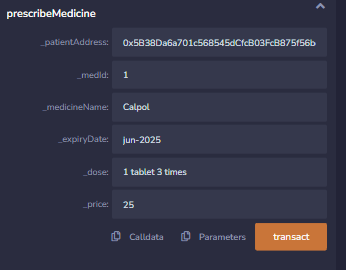 prescribeMedicine
_patientAddress: 0x5B38Da6a701c568545dCfcB03FcB875f56b
_medId: 1
_medicineName: Calpol
_expiryDate: jun-2025
_dose: 1 tablet 3 times
_price: 25
Calldata Parameters transact